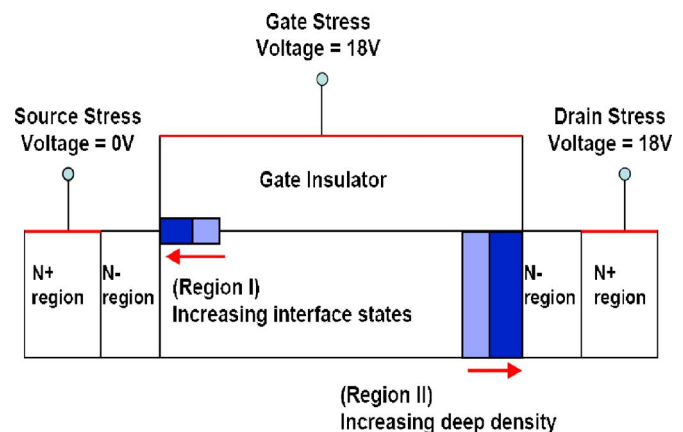 Gate Stress
Voltage = 18V
Source Stress
Voltage = 0V
Drain Stress
Voltage = 18V
Gate Insulator
N+
region
N-
region
(Region I)
Increasing interface states
N-
region
N+
region
(Region II)
Increasing deep density